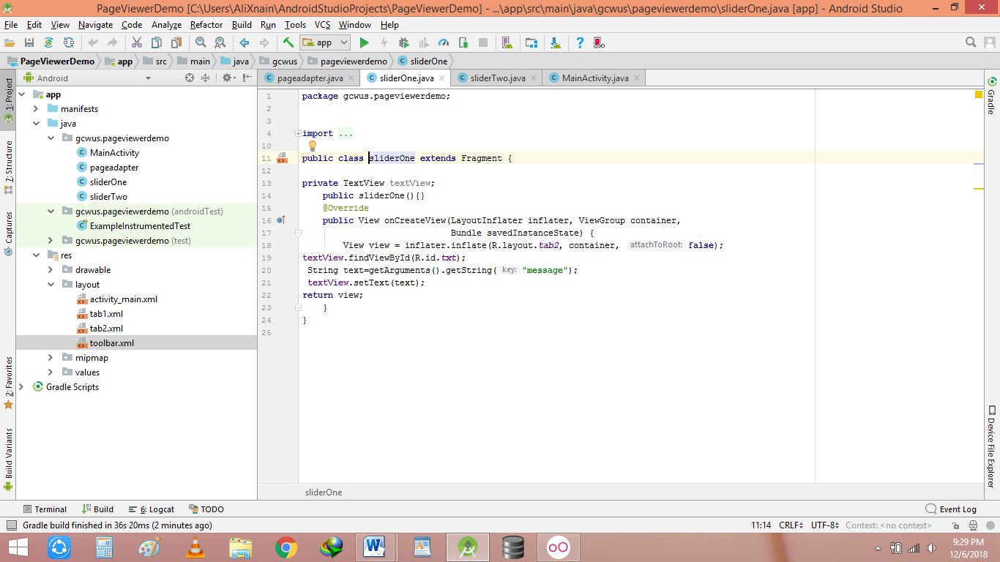 PageViewerDemo [C:\Users\AliXnain\AndroidStudioProjects\PageViewerDemo] - ...\app\src\main\java\gcwus\pageviewerdemo\sliderOne.java [app] - Android Studio
File Edit View Navigate Code Analyze Refactor Build Run Tools VCS Window Help
app
PageViewerDemo app src main java gcwus pageviewerdemo sliderOne
Android
pageadapter.java sliderOne.java sliderTwo.java MainActivity.java
1: Project
7: Structure
Captures
2: Favorites
Build Variants
app
manifests
java
gcwus.pageviewerdemo
MainActivity
pageadapter
sliderOne
sliderTwo
gcwus.pageviewerdemo (androidTest)
ExampleInstrumentedTest
gcwus.pageviewerdemo (test)
res
drawable
layout
activity_main.xml
tab1.xml
tab2.xml
toolbar.xml
mipmap
values
Gradle Scripts
1 package gcwus.pageviewerdemo;
2
3
4 import ...
10
11 public class sliderOne extends Fragment {
12
13 private TextView textView;
14 public sliderOne(){}
15 @Override
16 public View onCreateView(LayoutInflater inflater, ViewGroup container,
17 Bundle savedInstanceState) {
18 View view = inflater.inflate(R.layout.tab2, container, attachToRoot: false);
19 textView.findViewById(R.id.txt);
20 String text=getArguments().getString( key: "message");
21 textView.setText(text);
22 return view;
23 }
24 }
25
sliderOne
Gradle
Device File Explorer
Terminal Build 6: Logcat TODO Event Log
Gradle build finished in 36s 20ms (2 minutes ago) 11:14 CRLF UTF-8 Context: <no context>
9:29 PM
12/6/2018